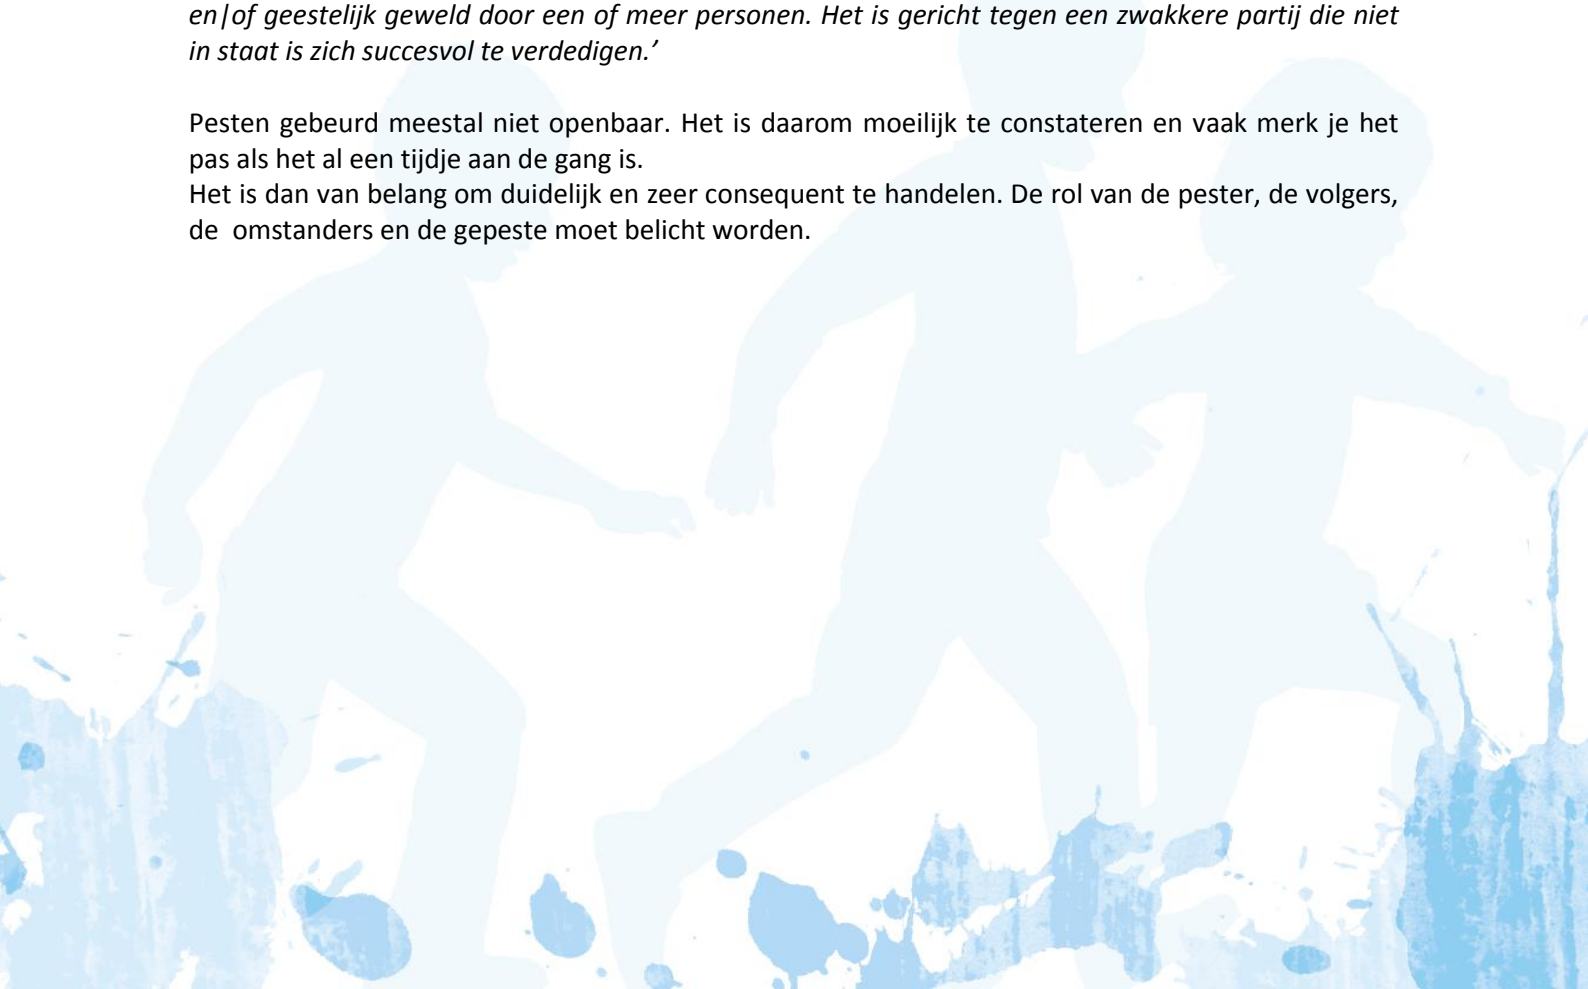 en|of geestelijk geweld door een of meer personen. Het is gericht tegen een zwakkere partij die niet
in staat is zich succesvol te verdedigen.’
Pesten gebeurd meestal niet openbaar. Het is daarom moeilijk te constateren en vaak merk je het
pas als het al een tijdje aan de gang is.
Het is dan van belang om duidelijk en zeer consequent te handelen. De rol van de pester, de volgers,
de  omstanders en de gepeste moet belicht worden.